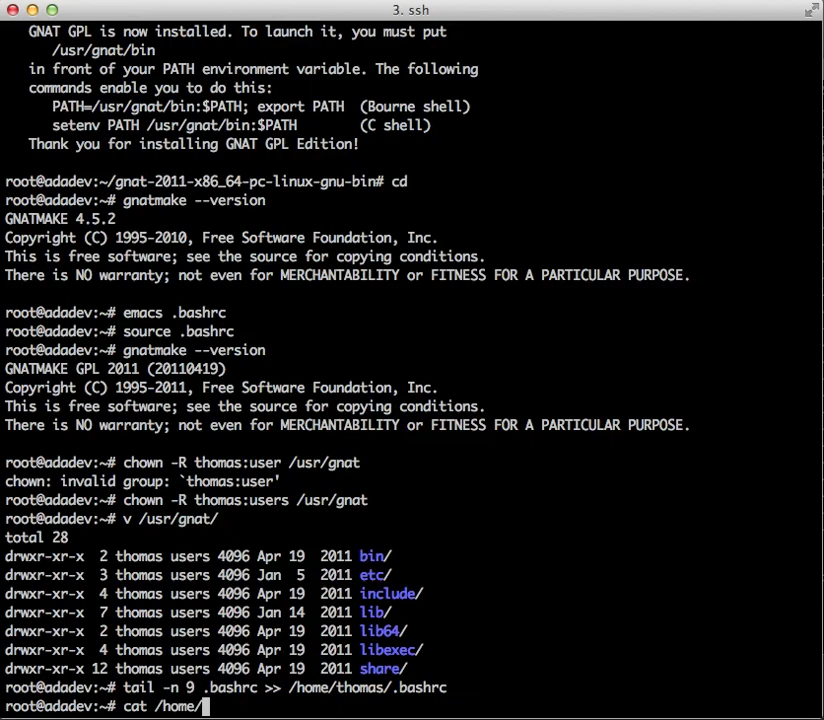 3. ssh
GNAT GPL is now installed. To launch it, you must put
/usr/gnat/bin
in front of your PATH environment variable. The following
commands enable you to do this:
PATH=/usr/gnat/bin:$PATH; export PATH  (Bourne shell)
setenv PATH /usr/gnat/bin:$PATH        (C shell)
Thank you for installing GNAT GPL Edition!
root@adadev:~/gnat-2011-x86_64-pc-linux-gnu-bin# cd
root@adadev:~# gnatmake --version
GNATMAKE 4.5.2
Copyright (C) 1995-2010, Free Software Foundation, Inc.
This is free software; see the source for copying conditions.
There is NO warranty; not even for MERCHANTABILITY or FITNESS FOR A PARTICULAR PURPOSE.
root@adadev:~# emacs .bashrc
root@adadev:~# source .bashrc
root@adadev:~# gnatmake --version
GNATMAKE GPL 2011 (20110419)
Copyright (C) 1995-2011, Free Software Foundation, Inc.
This is free software; see the source for copying conditions.
There is NO warranty; not even for MERCHANTABILITY or FITNESS FOR A PARTICULAR PURPOSE.
root@adadev:~# chown -R thomas:user /usr/gnat
chown: invalid group: `thomas:user'
root@adadev:~# chown -R thomas:users /usr/gnat
root@adadev:~# v /usr/gnat/
total 28
drwxr-xr-x  2 thomas users 4096 Apr 19  2011 bin/
drwxr-xr-x  3 thomas users 4096 Jan  5  2011 etc/
drwxr-xr-x  4 thomas users 4096 Apr 19  2011 include/
drwxr-xr-x  7 thomas users 4096 Jan 14  2011 lib/
drwxr-xr-x  2 thomas users 4096 Apr 19  2011 lib64/
drwxr-xr-x  4 thomas users 4096 Apr 19  2011 libexec/
drwxr-xr-x 12 thomas users 4096 Apr 19  2011 share/
root@adadev:~# tail -n 9 .bashrc >> /home/thomas/.bashrc
root@adadev:~# cat /home/